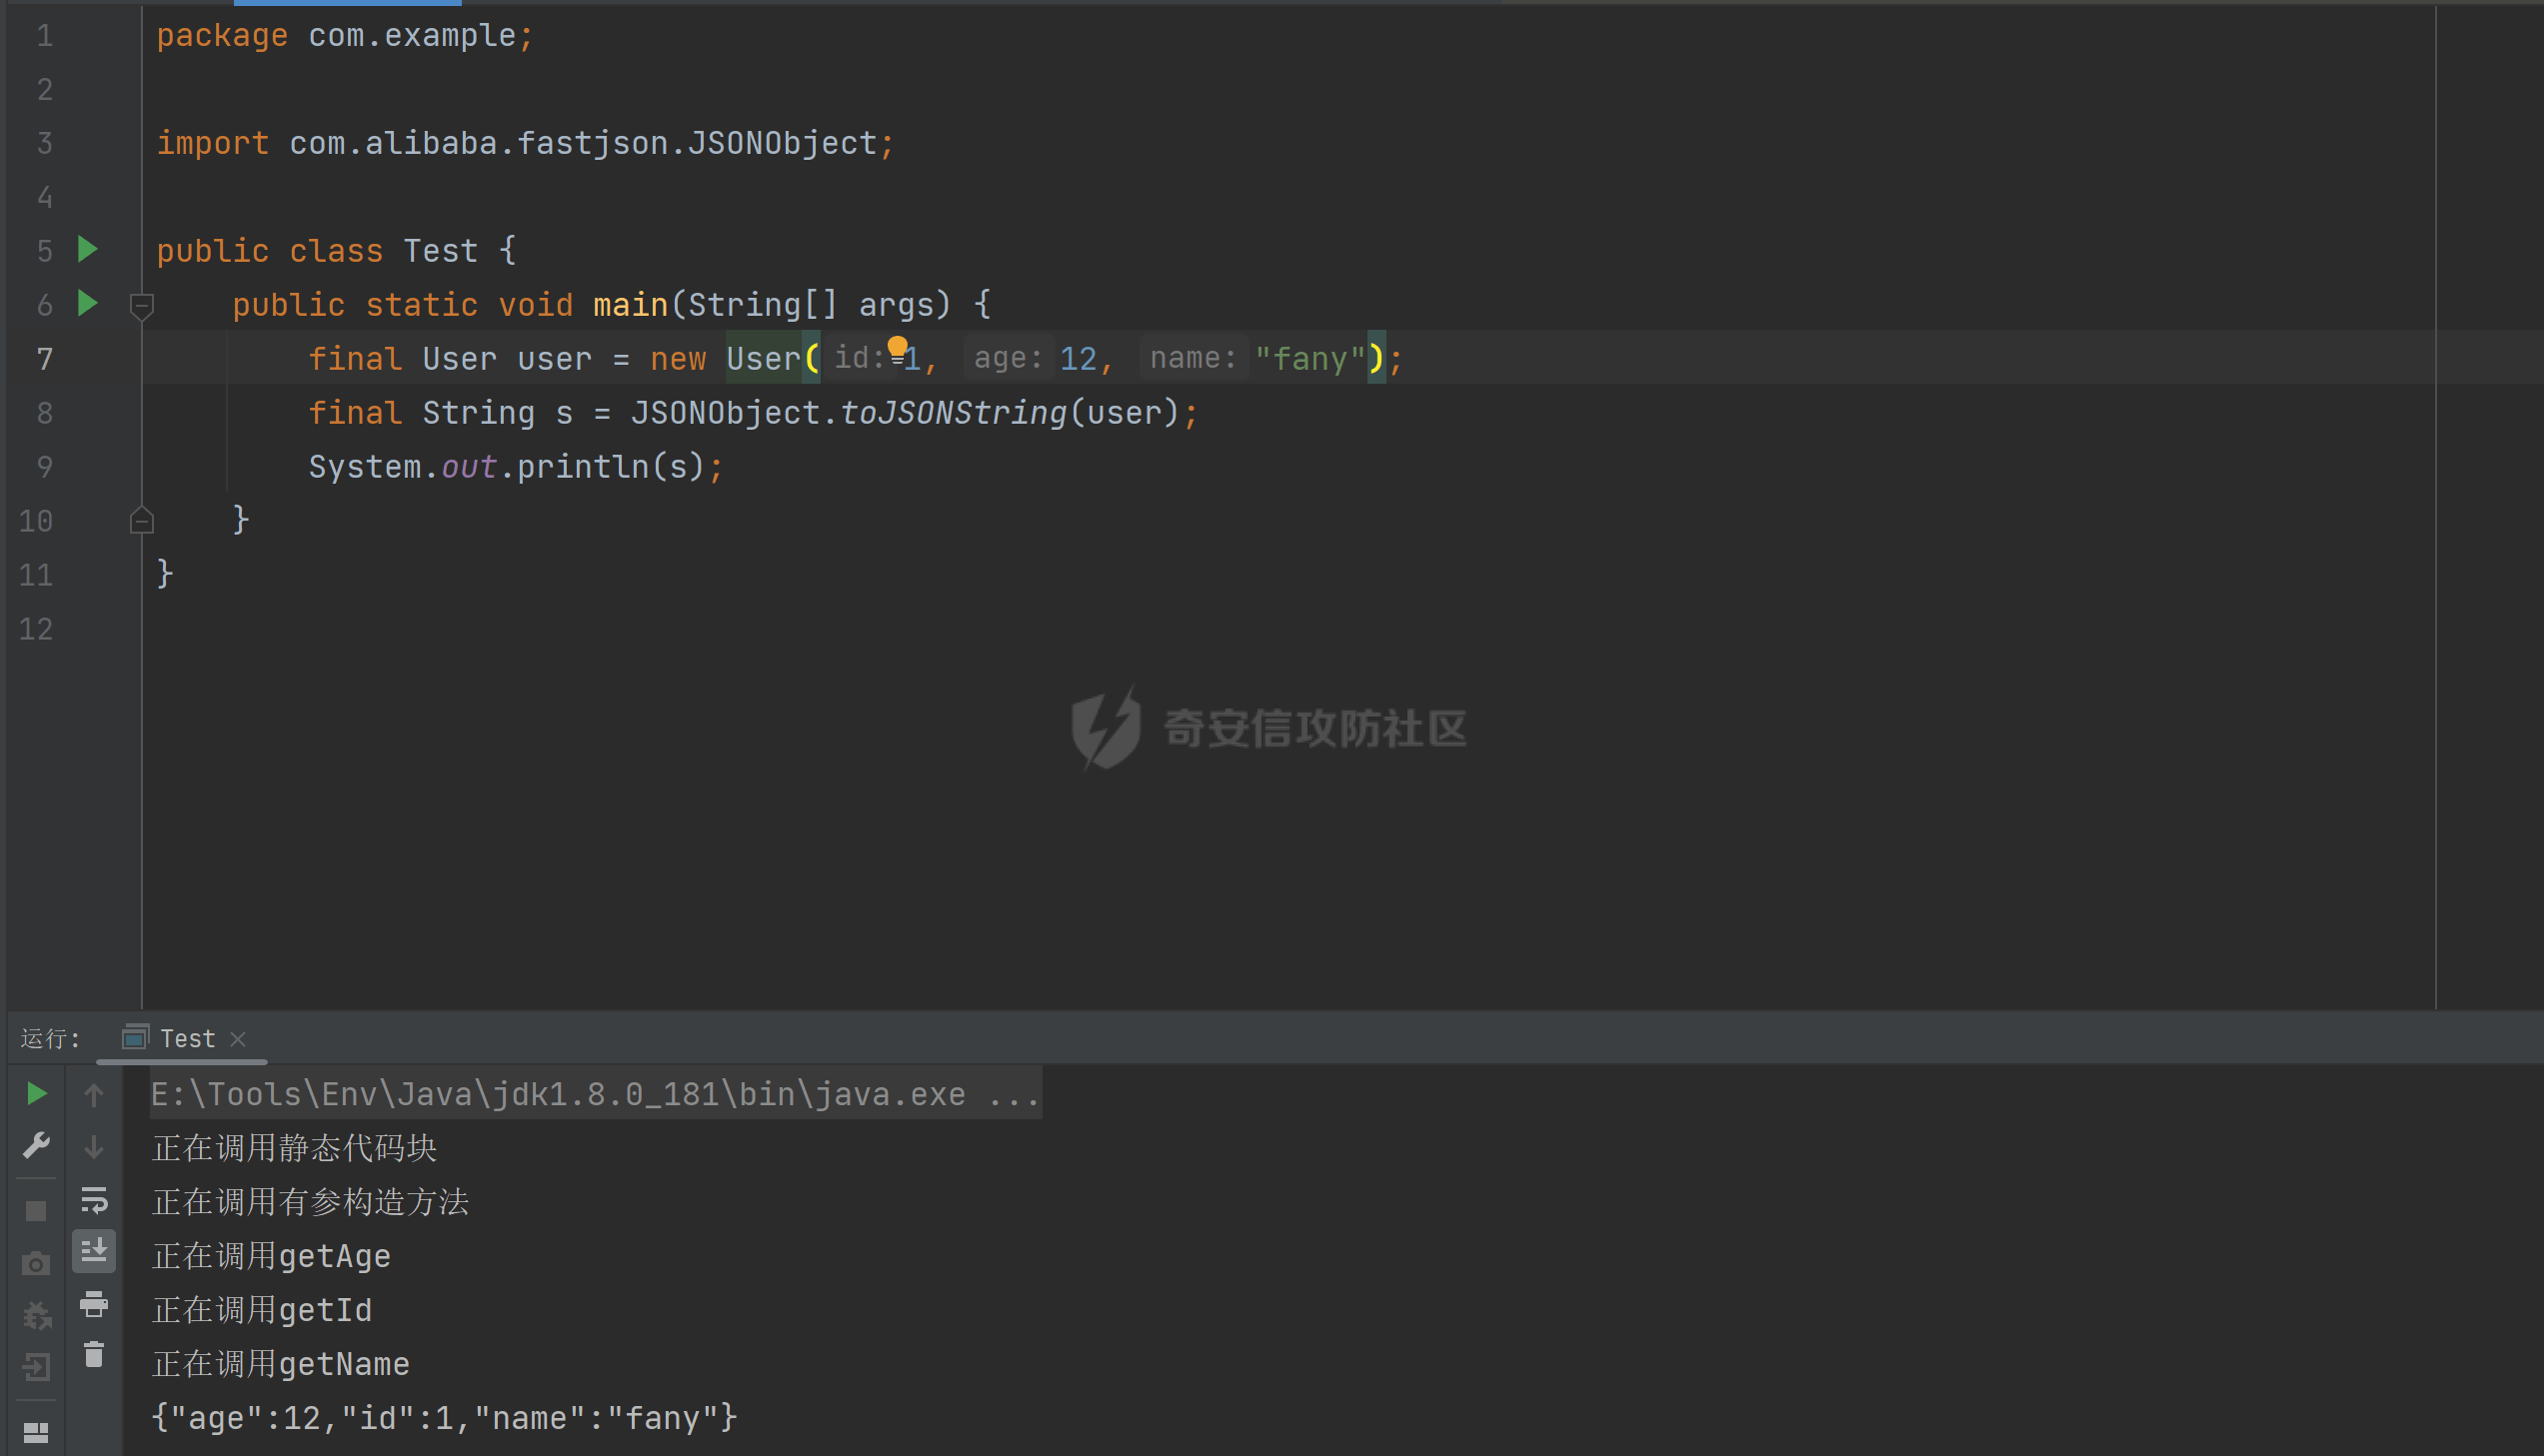 1 package com.example;
2
3 import com.alibaba.fastjson.JSONObject;
4
5 public class Test {
6 public static void main(String[] args) {
7 final User user = new User( id: 1, age: 12, name: "fany");
8 final String s = JSONObject.toJSONString(user);
9 System.out.println(s);
10 }
11 }
12
奇安信攻防社区
运行: Test
E:\Tools\Env\Java\jdk1.8.0_181\bin\java.exe ...
正在调用静态代码块
正在调用有参构造方法
正在调用getAge
正在调用getId
正在调用getName
{"age":12,"id":1,"name":"fany"}